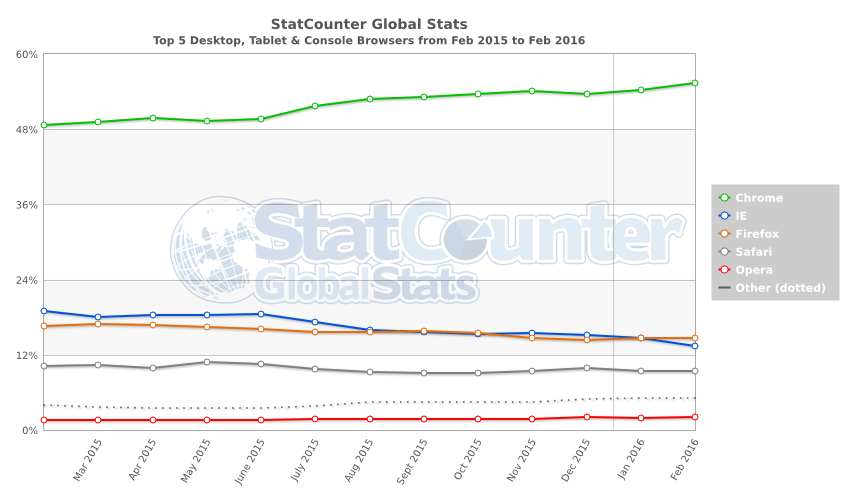 StatCounter Global Stats
Top 5 Desktop, Tablet & Console Browsers from Feb 2015 to Feb 2016
60%
48%
36%
24%
12%
0%
StatCounter
GlobalStats
Chrome
IE
Firefox
Safari
Opera
Other (dotted)
Mar 2015
Apr 2015
May 2015
June 2015
July 2015
Aug 2015
Sept 2015
Oct 2015
Nov 2015
Dec 2015
Jan 2016
Feb 2016